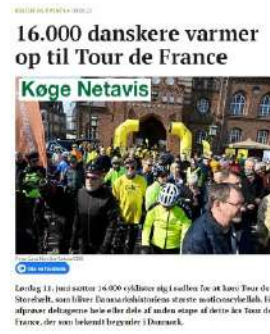 16.000 danskere varmer
op til Tour de France
Køge Netavis
Lørdag 11. juni sætter 16.000 cyklister sig i sadlen for at køre Tour de
Storebælt, som bliver Danmarkshistoriens største motionscykelløb.
afprøver deltagerne hele eller dele af anden etape af dette års Tour de
France, der som bekendt begynder i Danmark.